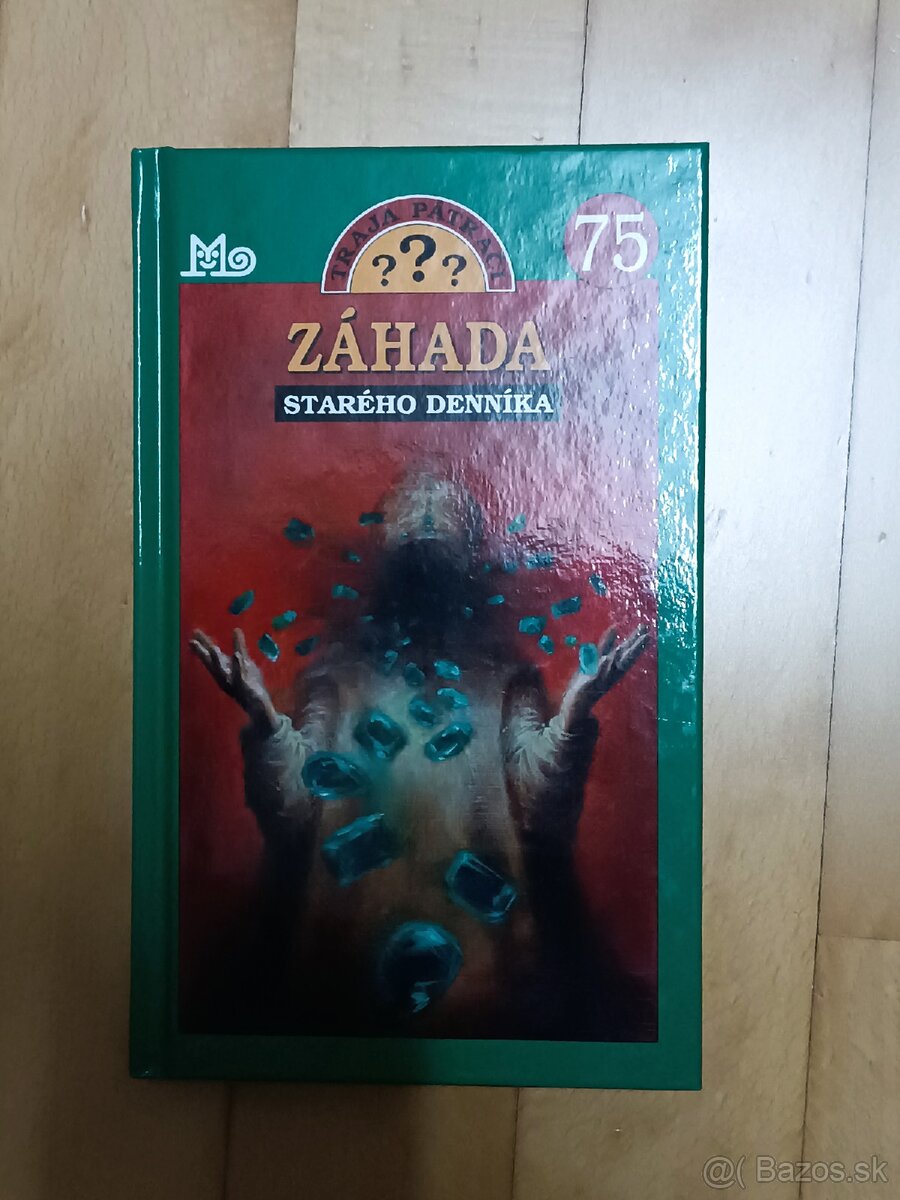 TRAJA PÁTRAČI
???
75
ZÁHADA
STARÉHO DENNÍKA
@( Bazos.sk